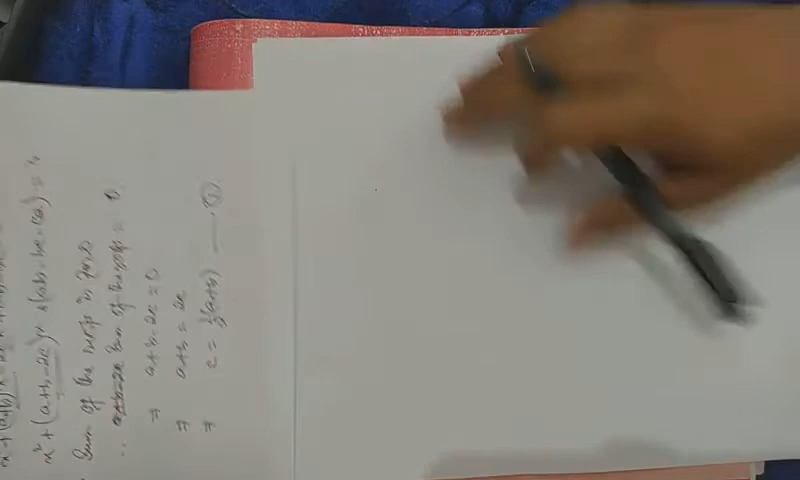 x² + (a+b-2c)x + (ab-bc-ca) = 0
Sum of the roots is zero
∴ Sum of the roots = 0
⇒ a+b-2c = 0
⇒ a+b = 2c
⇒ c = ½(a+b) — ①